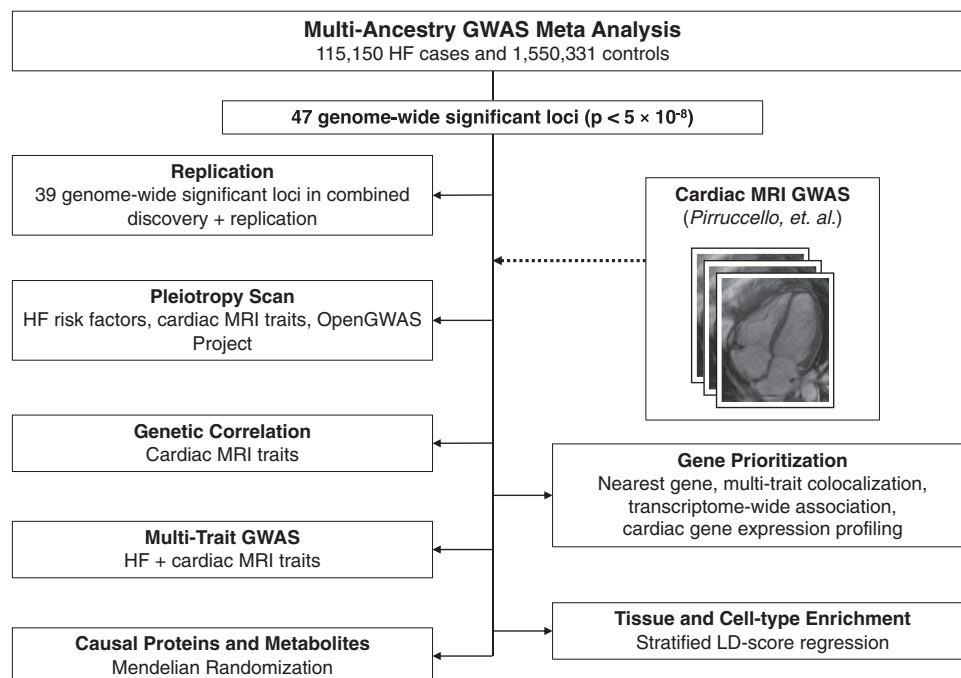 Multi-Ancestry GWAS Meta Analysis
115,150 HF cases and 1,550,331 controls
47 genome-wide significant loci (p < 5 × 10⁻⁸)
Replication
39 genome-wide significant loci in combined
discovery + replication
Cardiac MRI GWAS
(Pirruccello, et. al.)
Pleiotropy Scan
HF risk factors, cardiac MRI traits, OpenGWAS
Project
Genetic Correlation
Cardiac MRI traits
Gene Prioritization
Nearest gene, multi-trait colocalization,
transcriptome-wide association,
cardiac gene expression profiling
Multi-Trait GWAS
HF + cardiac MRI traits
Tissue and Cell-type Enrichment
Stratified LD-score regression
Causal Proteins and Metabolites
Mendelian Randomization